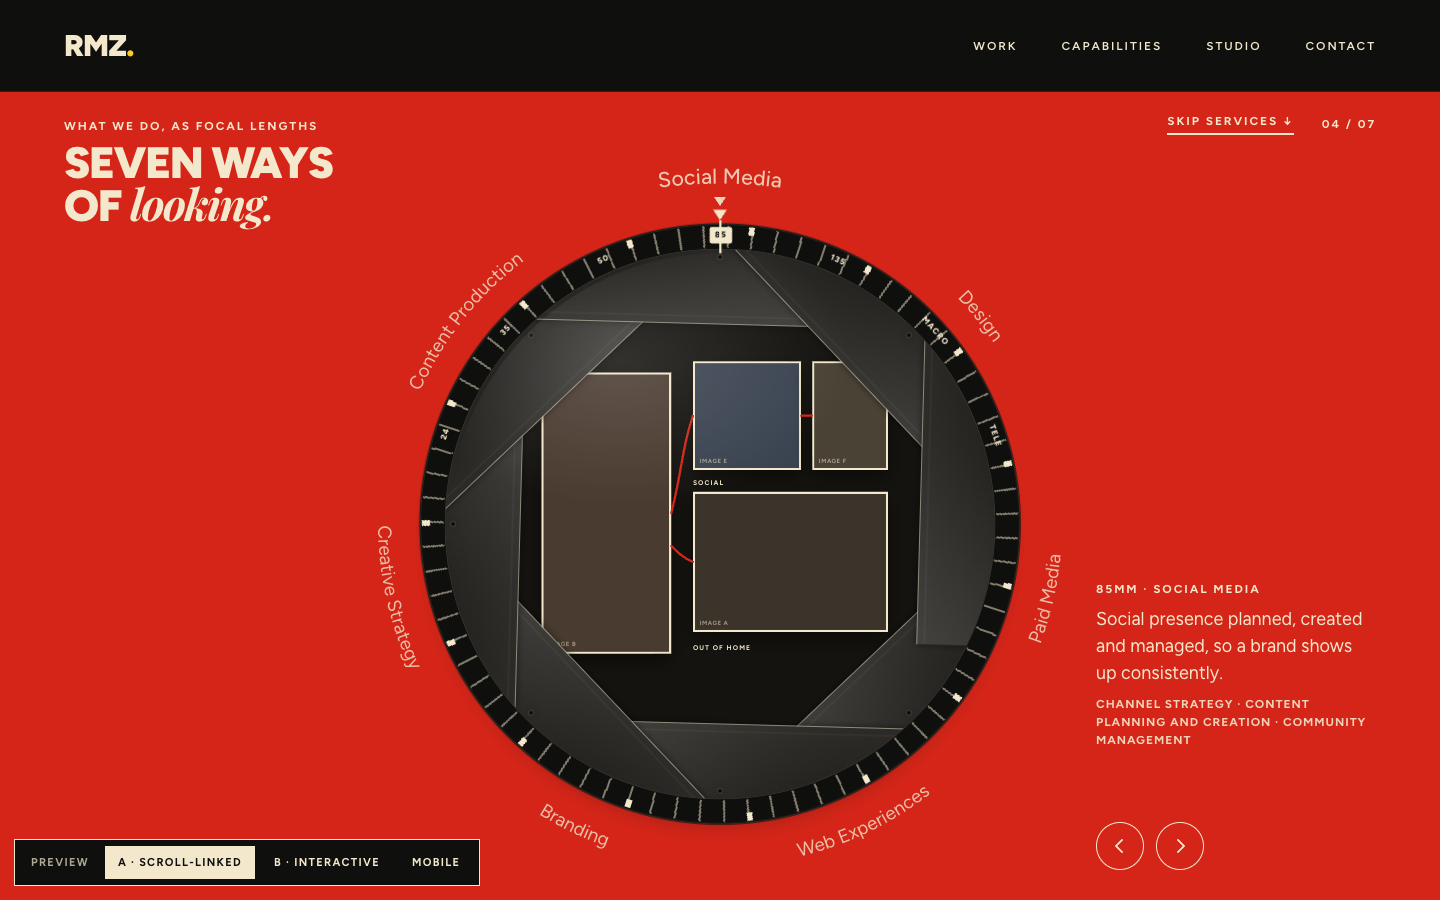 RMZ.
WORK
CAPABILITIES
STUDIO
CONTACT
WHAT WE DO, AS FOCAL LENGTHS
SEVEN WAYS
OF looking.
SKIP SERVICES ↓
04 / 07
Social Media
85
50
135
Content Production
Design
35
MACRO
24
TELE
IMAGE E
IMAGE F
SOCIAL
Creative Strategy
Paid Media
IMAGE A
GE B
OUT OF HOME
85MM · SOCIAL MEDIA
Social presence planned, created
and managed, so a brand shows
up consistently.
CHANNEL STRATEGY · CONTENT
PLANNING AND CREATION · COMMUNITY
MANAGEMENT
Branding
Web Experiences
PREVIEW
A · SCROLL-LINKED
B · INTERACTIVE
MOBILE